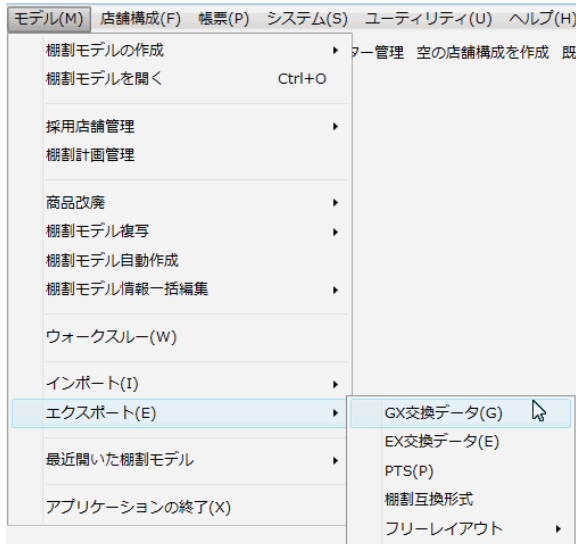 モデル(M) 店舗構成(F) 帳票(P) システム(S) ユーティリティ(U) ヘルプ(H)
ター管理 空の店舗構成を作成 既
棚割モデルの作成
棚割モデルを開く Ctrl+O
採用店舗管理
棚割計画管理
商品改廃
棚割モデル複写
棚割モデル自動作成
棚割モデル情報一括編集
ウォークスルー(W)
インポート(I)
エクスポート(E)
最近開いた棚割モデル
アプリケーションの終了(X)
GX交換データ(G)
EX交換データ(E)
PTS(P)
棚割互換形式
フリーレイアウト